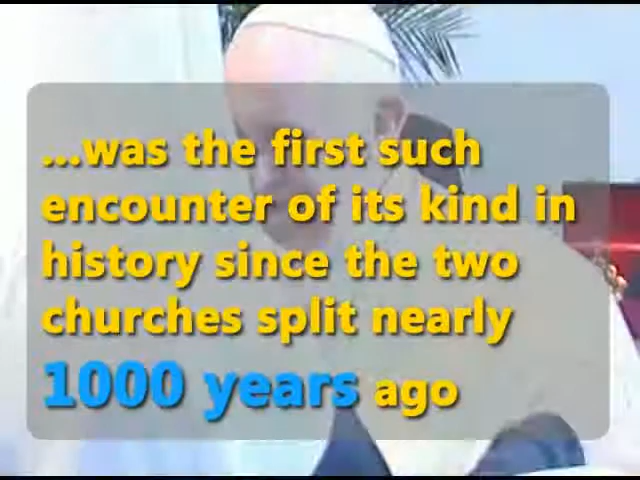 ...was the first such
encounter of its kind in
history since the two
churches split nearly
1000 years ago